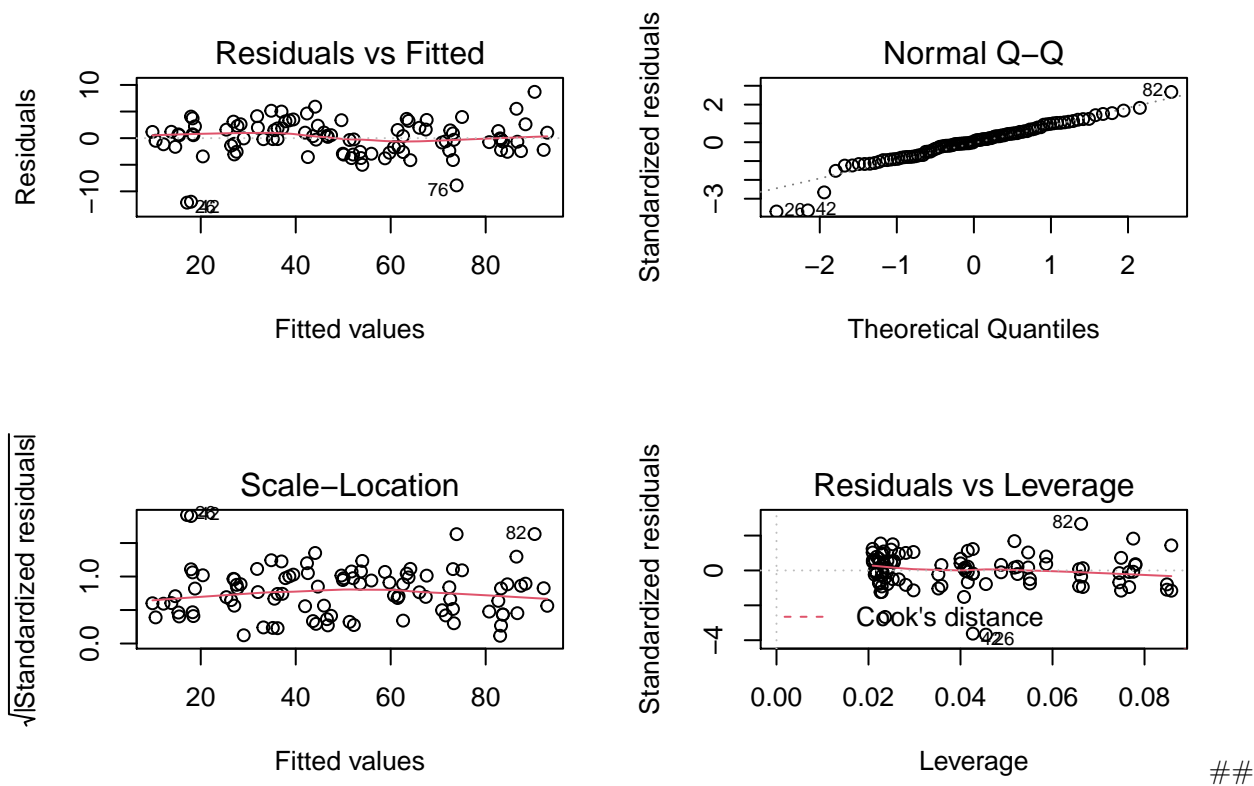 Residuals vs Fitted
Residuals
−10 0 10
76
26
42
20 40 60 80
Fitted values
Normal Q−Q
Standardized residuals
−3 0 2
82
26
42
−2 −1 0 1 2
Theoretical Quantiles
Scale−Location
√|Standardized residuals|
0.0 1.0
82
26
42
20 40 60 80
Fitted values
Residuals vs Leverage
Standardized residuals
−4 0
82
Cook's distance
42
26
0.00 0.02 0.04 0.06 0.08
Leverage
##